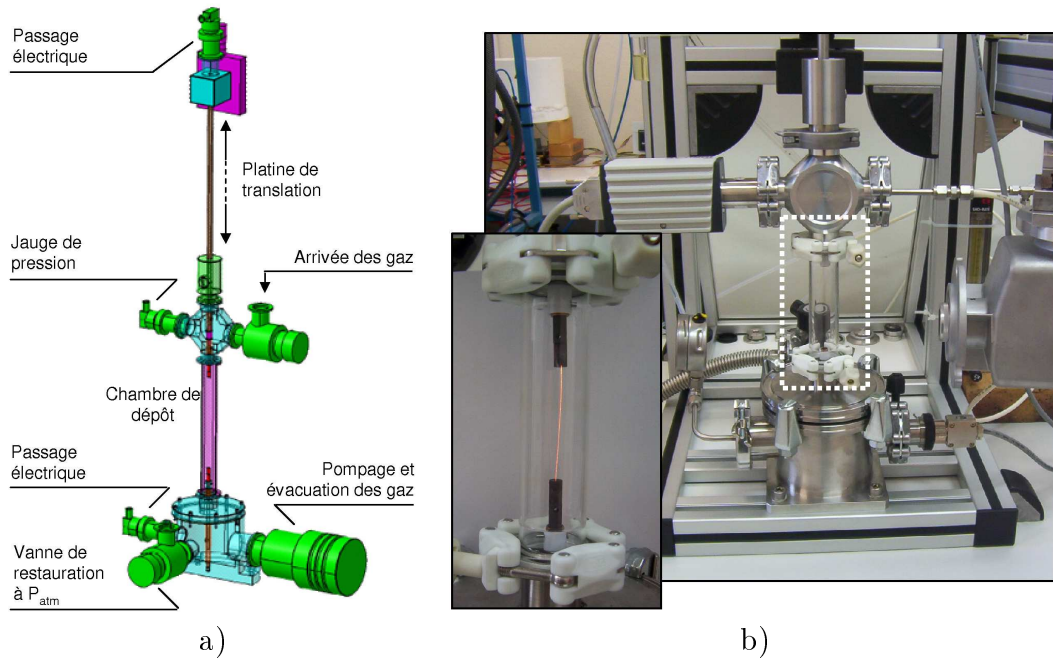 Passage
électrique
Platine de
translation
Jauge de
pression
Arrivée des gaz
Chambre de
dépôt
Passage
électrique
Pompage et
évacuation des gaz
Vanne de
restauration
à Patm
a)
b)